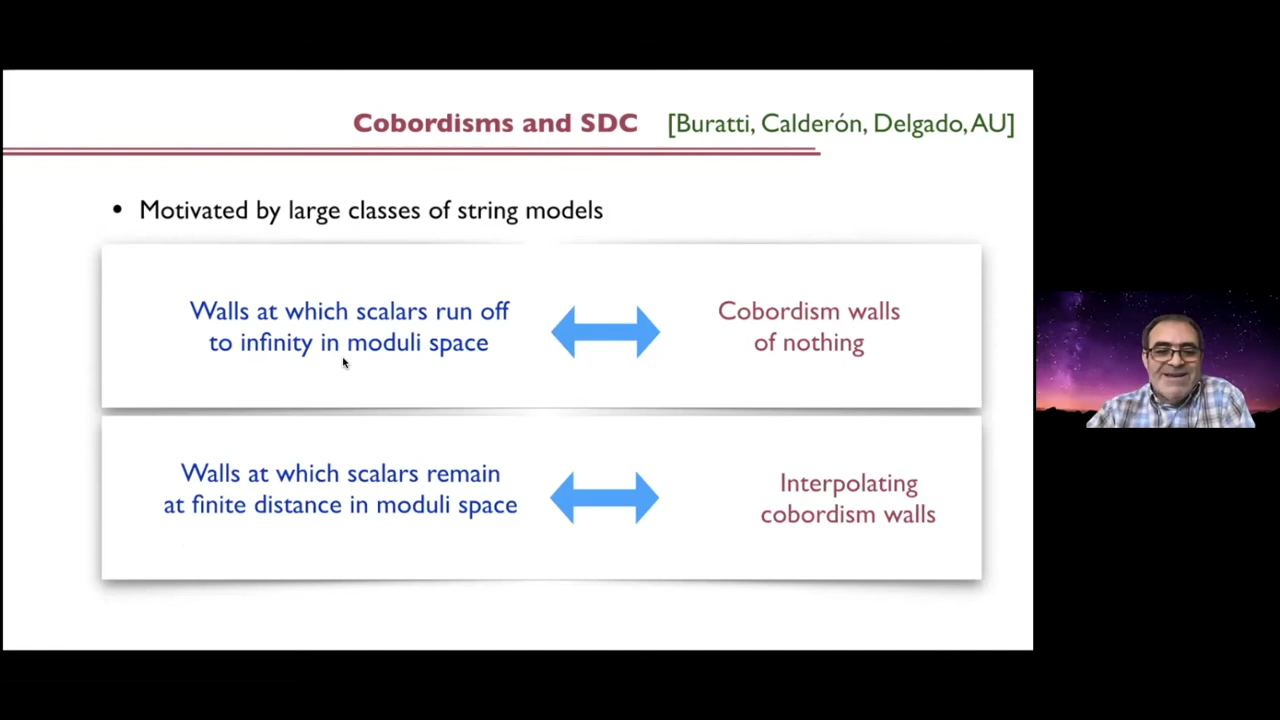 Cobordisms and SDC [Buratti, Calderón, Delgado, AU]
• Motivated by large classes of string models
Walls at which scalars run off
to infinity in moduli space
Cobordism walls
of nothing
Walls at which scalars remain
at finite distance in moduli space
Interpolating
cobordism walls